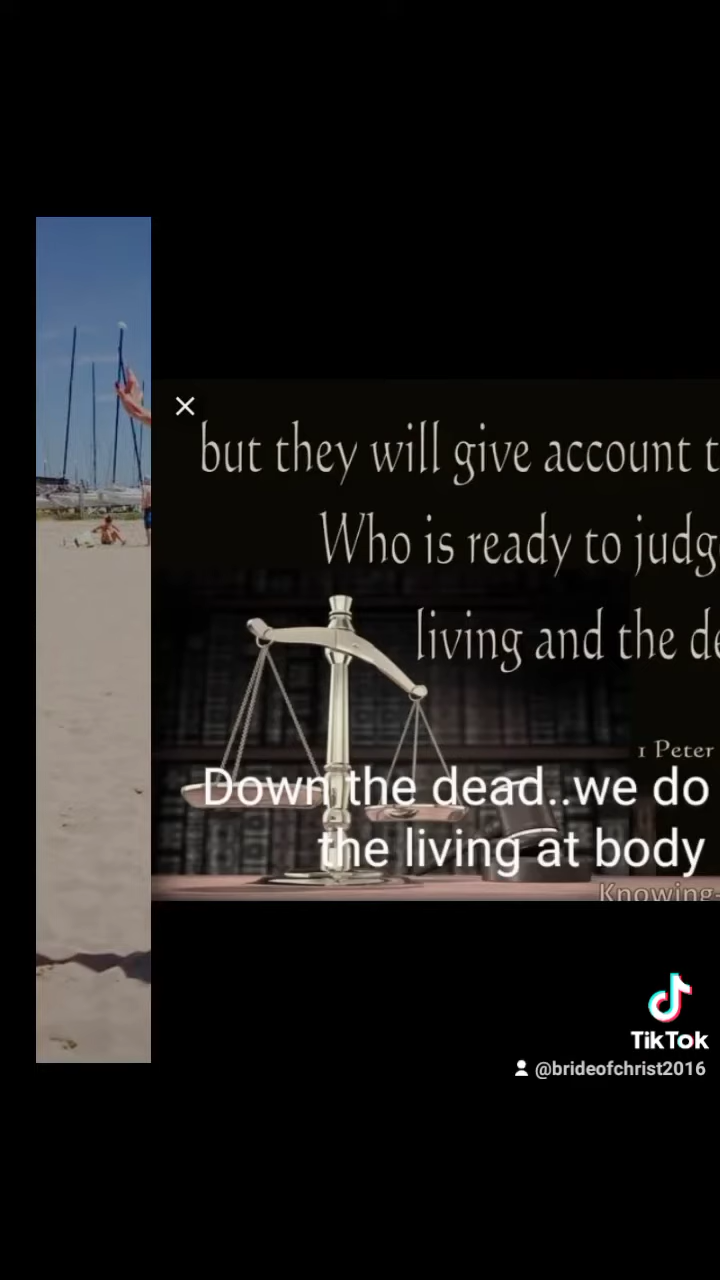 but they will give account t
Who is ready to judg
living and the de
1 Peter
Down the dead..we do
the living at body
Knowing-
TikTok
@brideofchrist2016